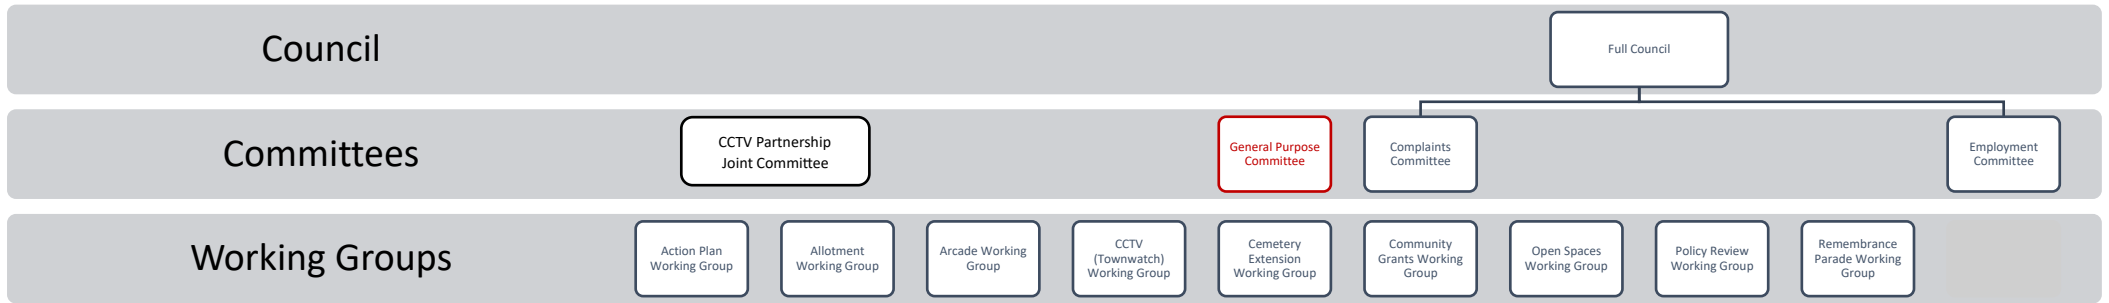 Council
Full Council
Committees
CCTV Partnership
Joint Committee
General Purpose
Committee
Complaints
Committee
Employment
Committee
Working Groups
Action Plan
Working Group
Allotment
Working Group
Arcade Working
Group
CCTV
(Townwatch)
Working Group
Cemetery
Extension
Working Group
Community
Grants Working
Group
Open Spaces
Working Group
Policy Review
Working Group
Remembrance
Parade Working
Group